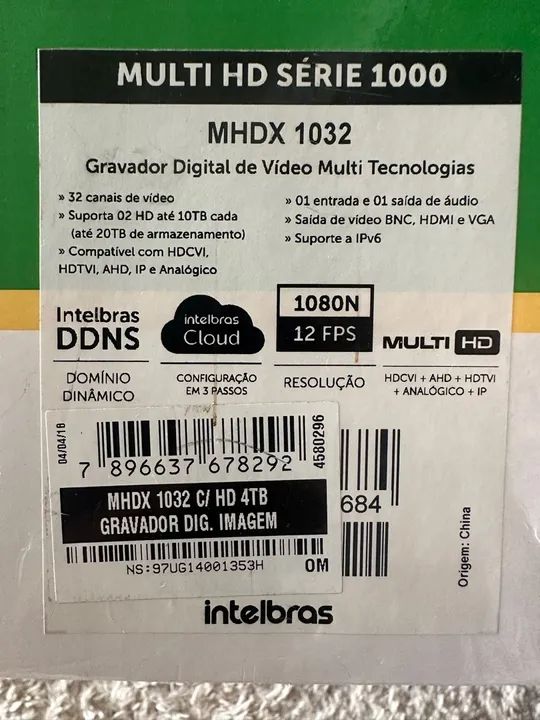 MULTI HD SÉRIE 1000
MHDX 1032
Gravador Digital de Vídeo Multi Tecnologias
» 32 canais de vídeo
» Suporta 02 HD até 10TB cada
(até 20TB de armazenamento)
» Compatível com HDCVI,
HDTVI, AHD, IP e Analógico
» 01 entrada e 01 saída de áudio
» Saída de vídeo BNC, HDMI e VGA
» Suporte a IPv6
Intelbras
DDNS
DOMÍNIO
DINÂMICO
intelbras
Cloud
CONFIGURAÇÃO
EM 3 PASSOS
1080N
12 FPS
RESOLUÇÃO
MULTI HD
HDCVI + AHD + HDTVI
+ ANALÓGICO + IP
04/04/18
7 896637 678292
4580296
MHDX 1032 C/ HD 4TB
GRAVADOR DIG. IMAGEM
NS:97UG14001353H
0M
684
Origem: China
intelbras